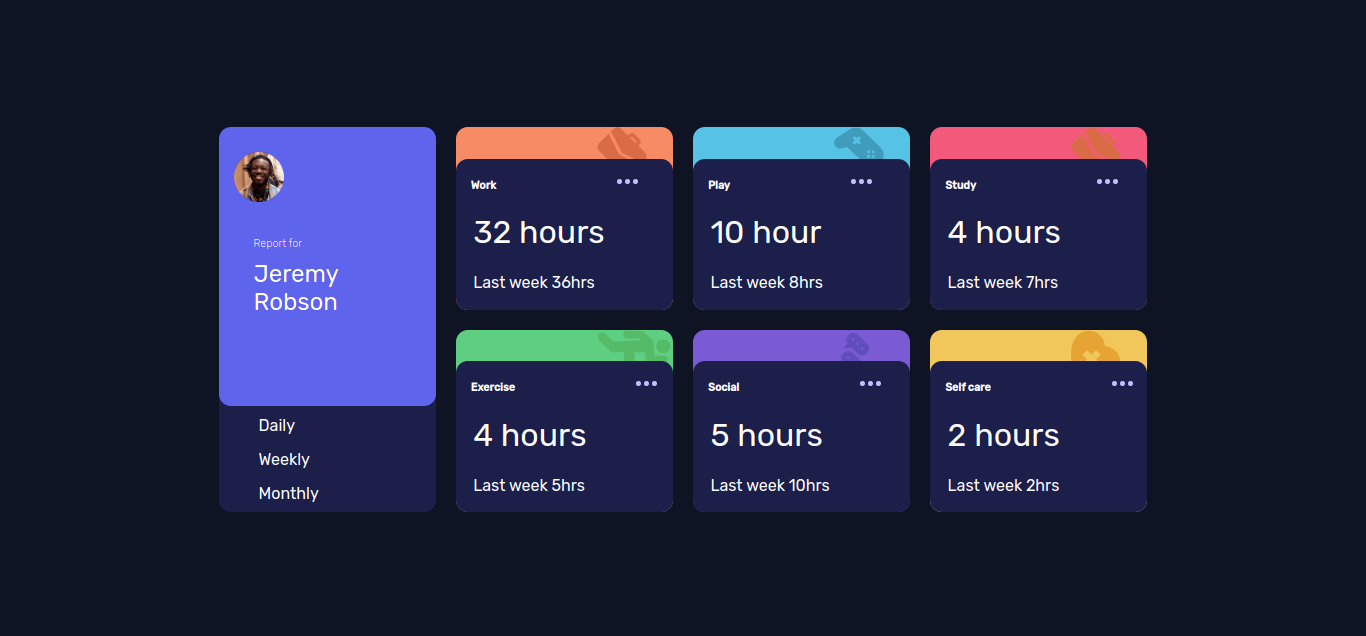 Report for
Jeremy
Robson
Daily
Weekly
Monthly
Work
32 hours
Last week 36hrs
Play
10 hour
Last week 8hrs
Study
4 hours
Last week 7hrs
Exercise
4 hours
Last week 5hrs
Social
5 hours
Last week 10hrs
Self care
2 hours
Last week 2hrs